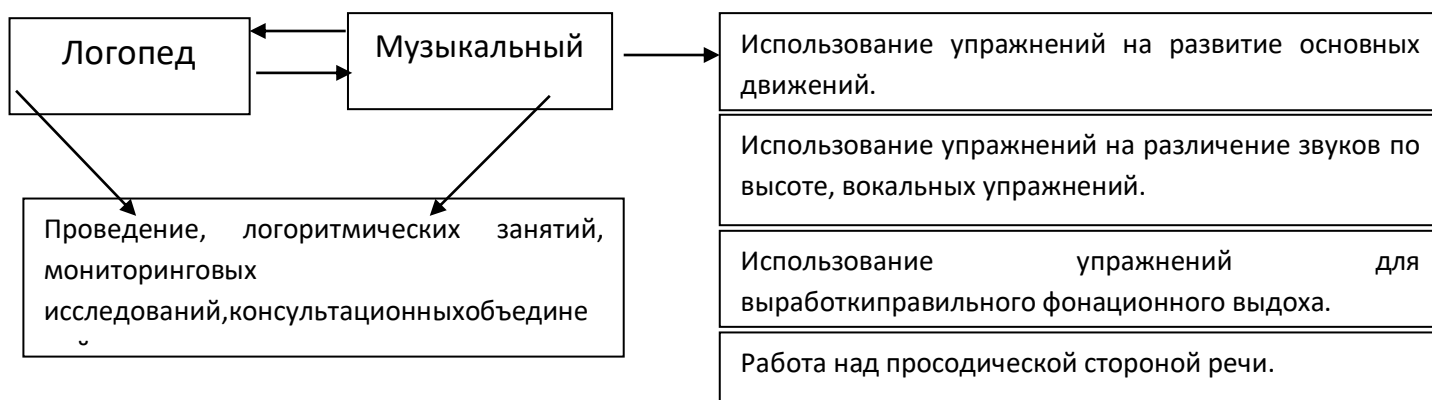 Логопед
Музыкальный
Использование упражнений на развитие основных
движений.
Использование упражнений на различение звуков по
высоте, вокальных упражнений.
Проведение, логоритмических занятий,
мониторинговых
исследований,консультационныхобъедине
Использование упражнений для
выработкиправильного фонационного выдоха.
Работа над просодической стороной речи.